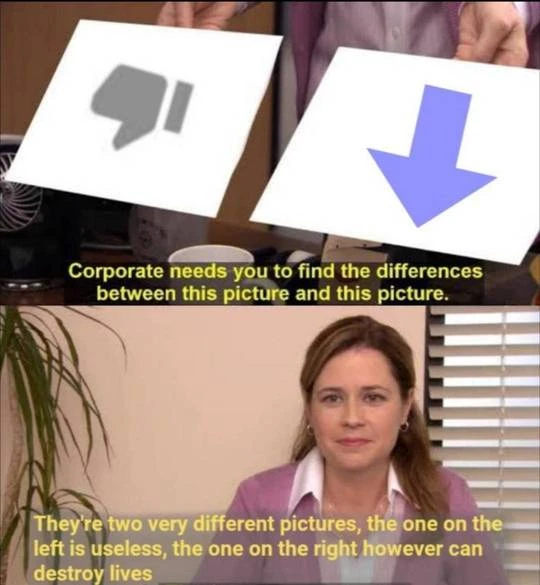 Corporate needs you to find the differences
between this picture and this picture.
They're two very different pictures, the one on the
left is useless, the one on the right however can
destroy lives